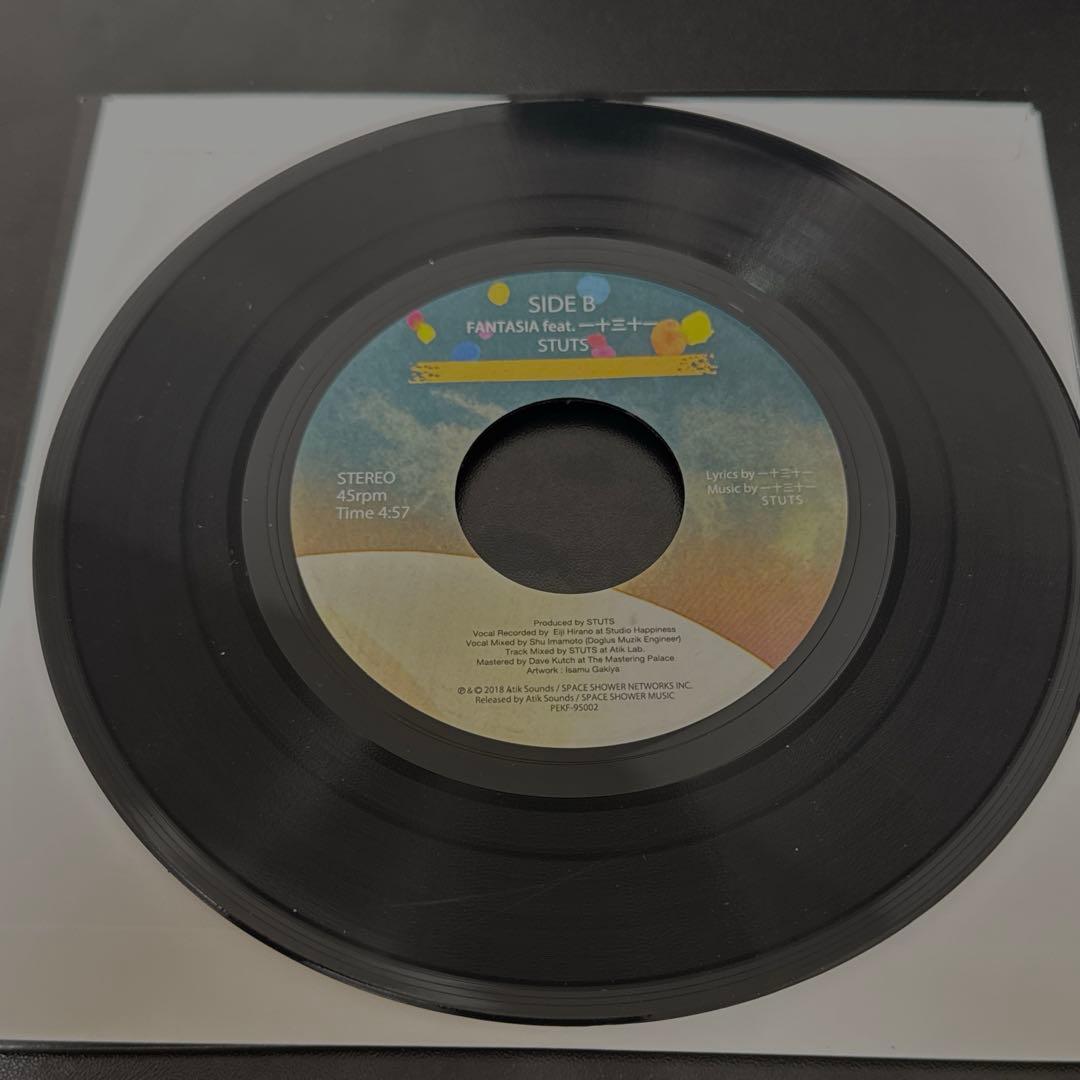 SIDE B
FANTASIA feat. 一十三十一
STUTS
STEREO
45rpm
Time 4:57
Lyrics by 一十三十一
Music by 一十三十一
STUTS
Produced by STUTS
Vocal Recorded by Eiji Hirano at Studio Happiness
Vocal Mixed by Shu Imamoto (Doglus Muzik Engineer)
Track Mixed by STUTS at Atik Lab.
Mastered by Dave Kutch at The Mastering Palace
Artwork : Isamu Gakiya
℗ & © 2018 Atik Sounds / SPACE SHOWER NETWORKS INC.
Released by Atik Sounds / SPACE SHOWER MUSIC
PEKF-95002